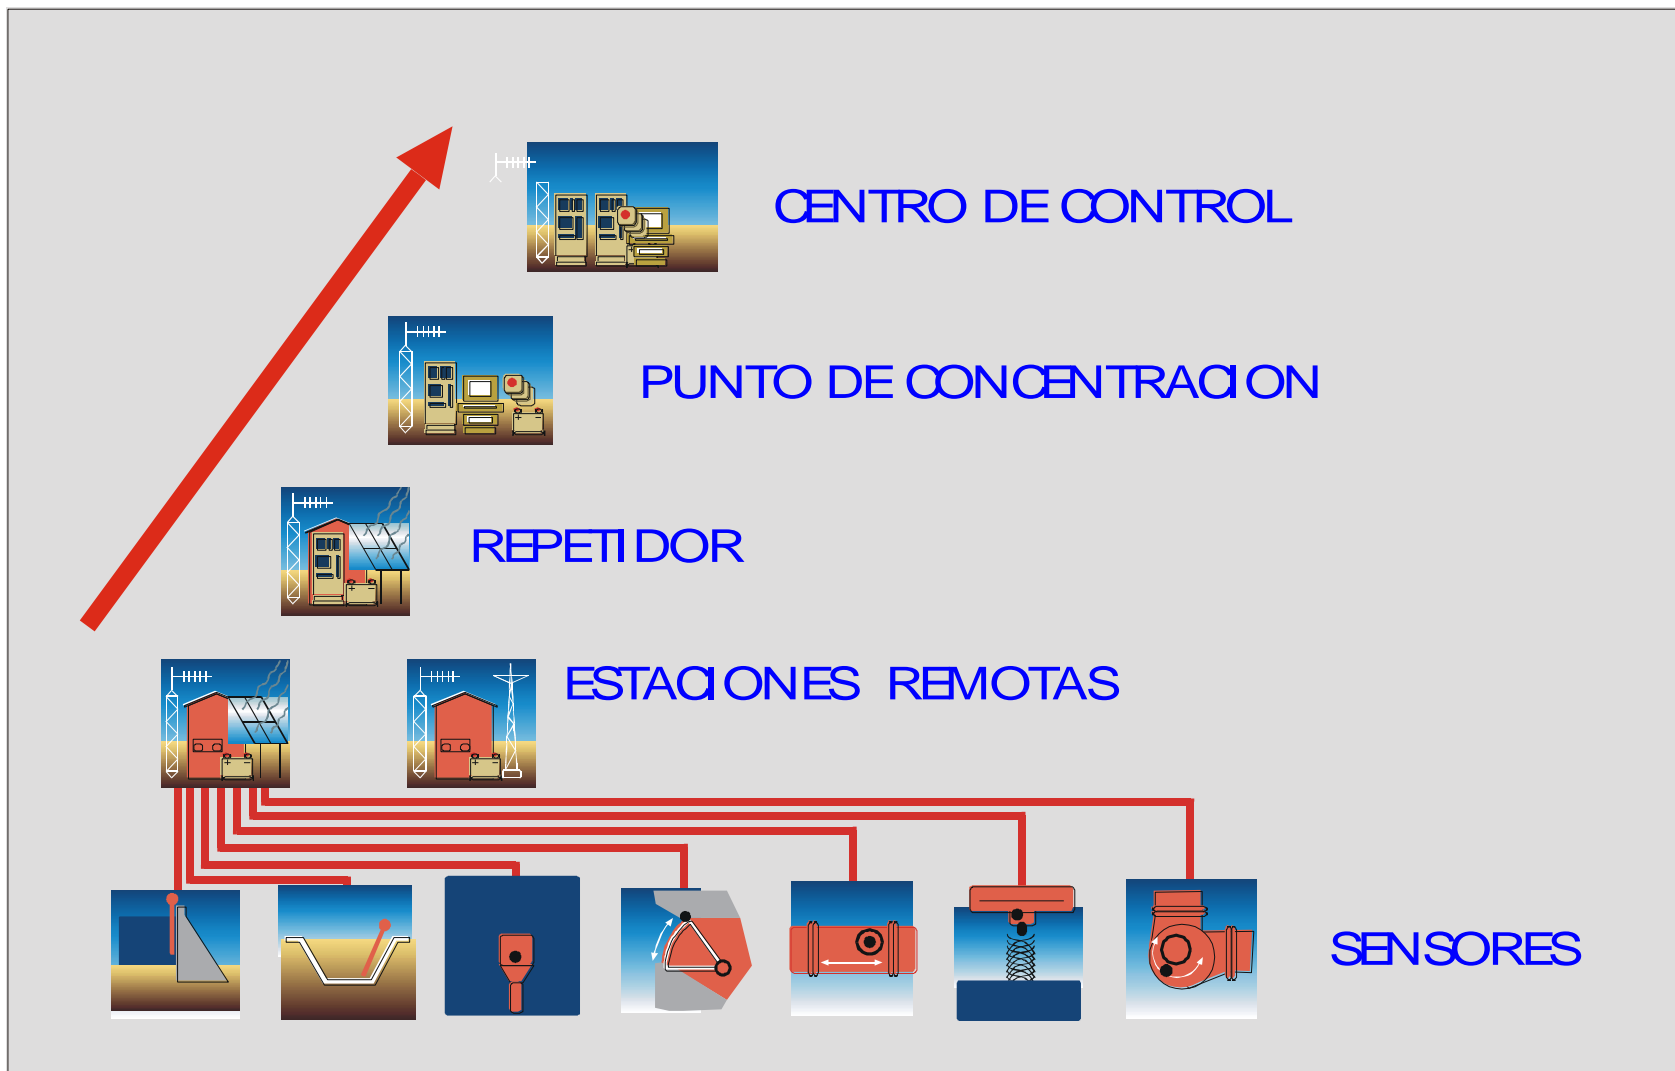 CENTRO DE CONTROL
PUNTO DE CONCENTRACION
REPETIDOR
ESTACIONES REMOTAS
SENSORES